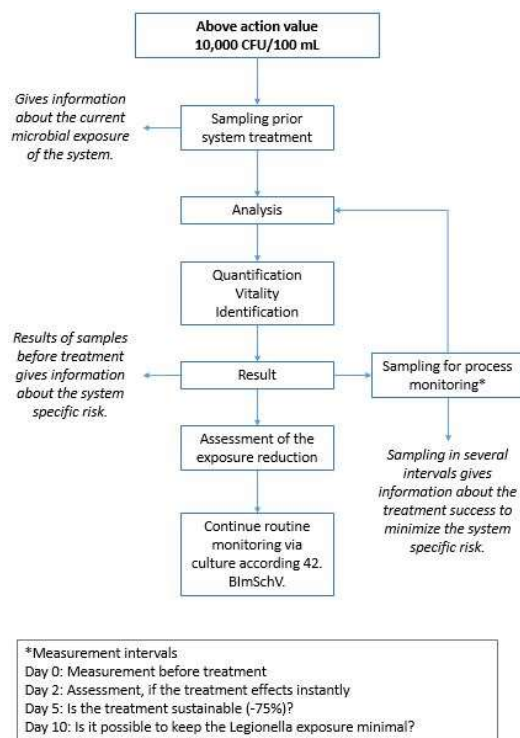 Above action value
10,000 CFU/100 mL
Gives information
about the current
microbial exposure
of the system.
Sampling prior
system treatment
Analysis
Quantification
Vitality
Identification
Results of samples
before treatment
gives information
about the system
specific risk.
Result
Sampling for process
monitoring*
Assessment of the
exposure reduction
Sampling in several
intervals gives
information about the
treatment success to
minimize the system
specific risk.
Continue routine
monitoring via
culture according 42.
BImSchV.
*Measurement intervals
Day 0: Measurement before treatment
Day 2: Assessment, if the treatment effects instantly
Day 5: Is the treatment sustainable (-75%)?
Day 10: Is it possible to keep the Legionella exposure minimal?